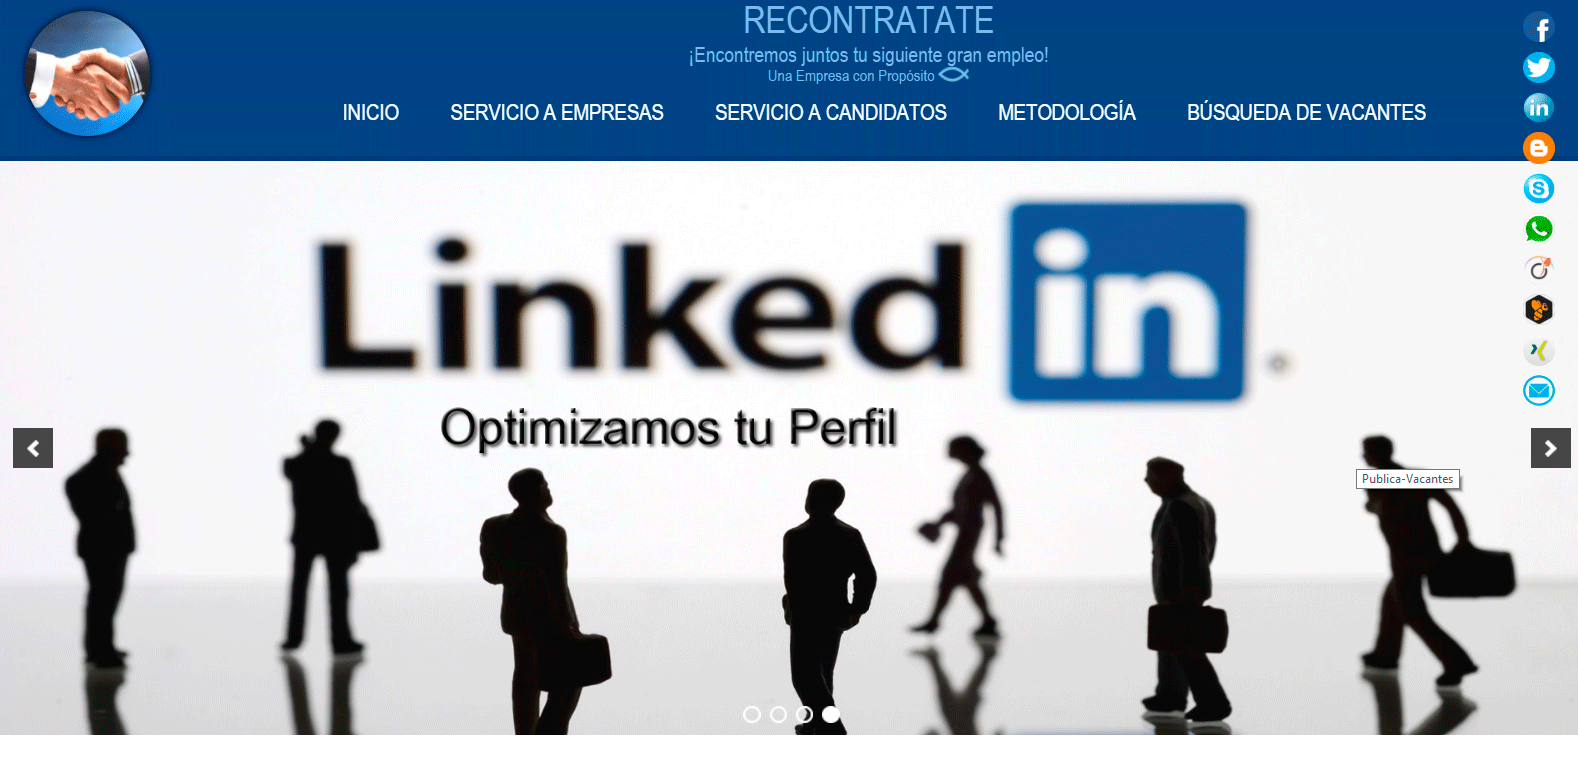 RECONTRATATE
¡Encontremos juntos tu siguiente gran empleo!
Una Empresa con Propósito
INICIO SERVICIO A EMPRESAS SERVICIO A CANDIDATOS METODOLOGÍA BÚSQUEDA DE VACANTES
Linked in
Optimizamos tu Perfil
Publica-Vacantes